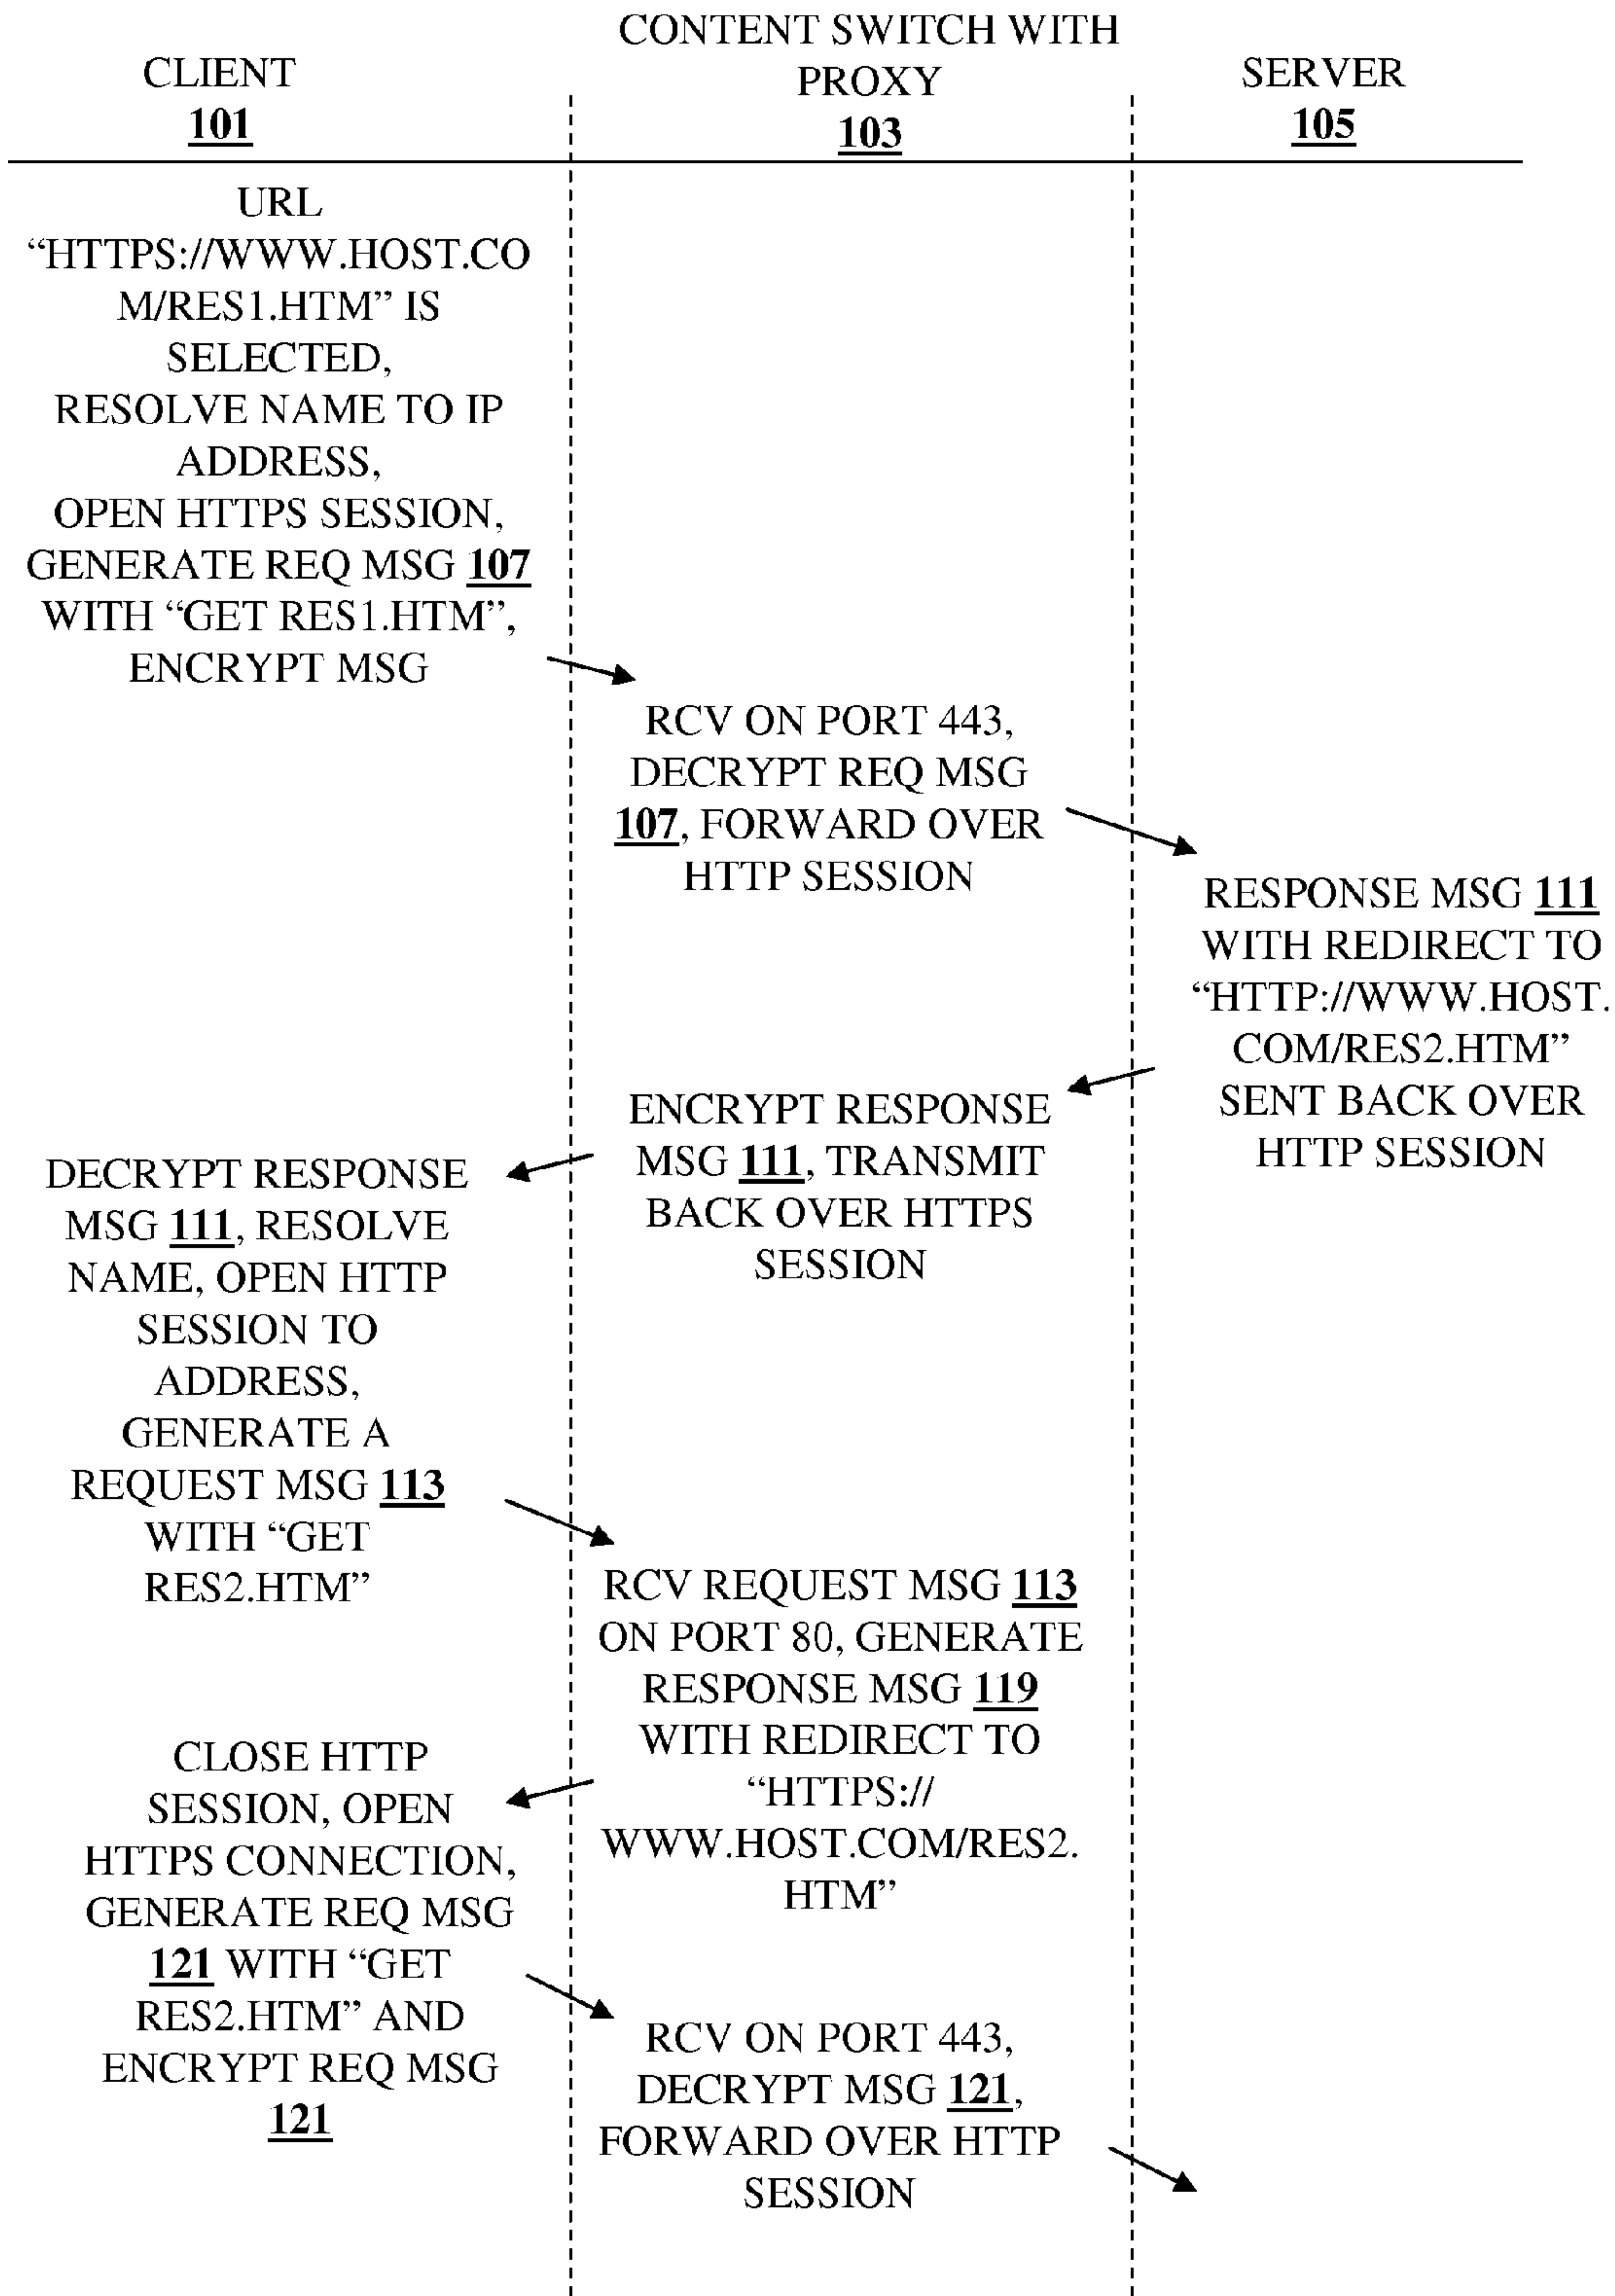 CLIENT
101
CONTENT SWITCH WITH
PROXY
103
SERVER
105
URL
“HTTPS://WWW.HOST.CO
M/RES1.HTM” IS
SELECTED,
RESOLVE NAME TO IP
ADDRESS,
OPEN HTTPS SESSION,
GENERATE REQ MSG 107
WITH “GET RES1.HTM”,
ENCRYPT MSG
RCV ON PORT 443,
DECRYPT REQ MSG
107, FORWARD OVER
HTTP SESSION
RESPONSE MSG 111
WITH REDIRECT TO
“HTTP://WWW.HOST.
COM/RES2.HTM”
SENT BACK OVER
HTTP SESSION
ENCRYPT RESPONSE
MSG 111, TRANSMIT
BACK OVER HTTPS
SESSION
DECRYPT RESPONSE
MSG 111, RESOLVE
NAME, OPEN HTTP
SESSION TO
ADDRESS,
GENERATE A
REQUEST MSG 113
WITH “GET
RES2.HTM”
RCV REQUEST MSG 113
ON PORT 80, GENERATE
RESPONSE MSG 119
WITH REDIRECT TO
“HTTPS://
WWW.HOST.COM/RES2.
HTM”
CLOSE HTTP
SESSION, OPEN
HTTPS CONNECTION,
GENERATE REQ MSG
121 WITH “GET
RES2.HTM” AND
ENCRYPT REQ MSG
121
RCV ON PORT 443,
DECRYPT MSG 121,
FORWARD OVER HTTP
SESSION